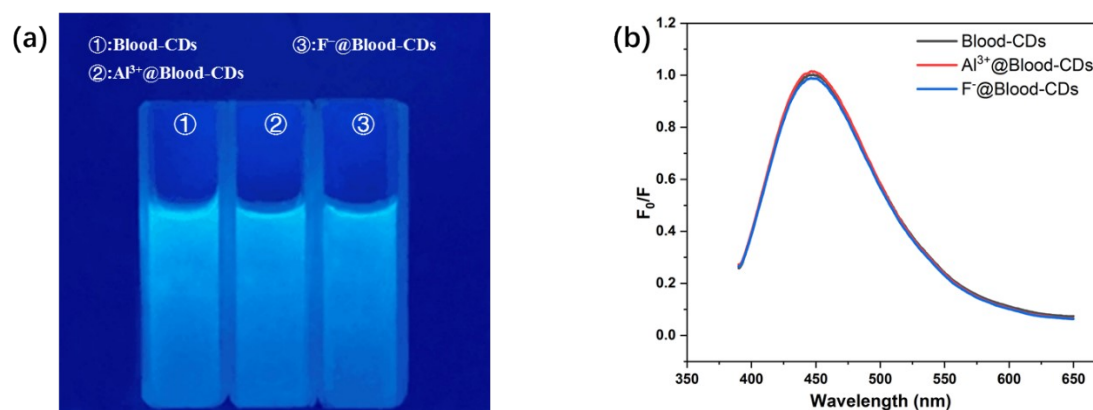 (a)
①:Blood-CDs
③:F⁻@Blood-CDs
②:Al³⁺@Blood-CDs
① ② ③
(b)
1.2
1.0
0.8
0.6
0.4
0.2
0.0
F₀/F
Blood-CDs
Al³⁺@Blood-CDs
F⁻@Blood-CDs
350 400 450 500 550 600 650
Wavelength (nm)